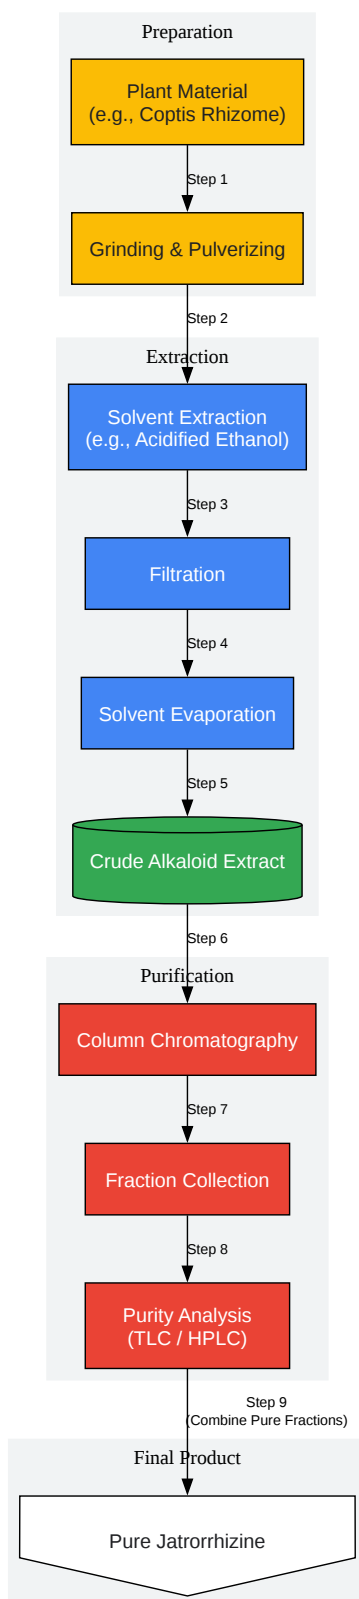 Preparation
Plant Material
(e.g., Coptis Rhizome)
Step 1
Grinding & Pulverizing
Step 2
Extraction
Solvent Extraction
(e.g., Acidified Ethanol)
Step 3
Filtration
Step 4
Solvent Evaporation
Step 5
Crude Alkaloid Extract
Step 6
Purification
Column Chromatography
Step 7
Fraction Collection
Step 8
Purity Analysis
(TLC / HPLC)
Step 9
(Combine Pure Fractions)
Final Product
Pure Jatrorrhizine